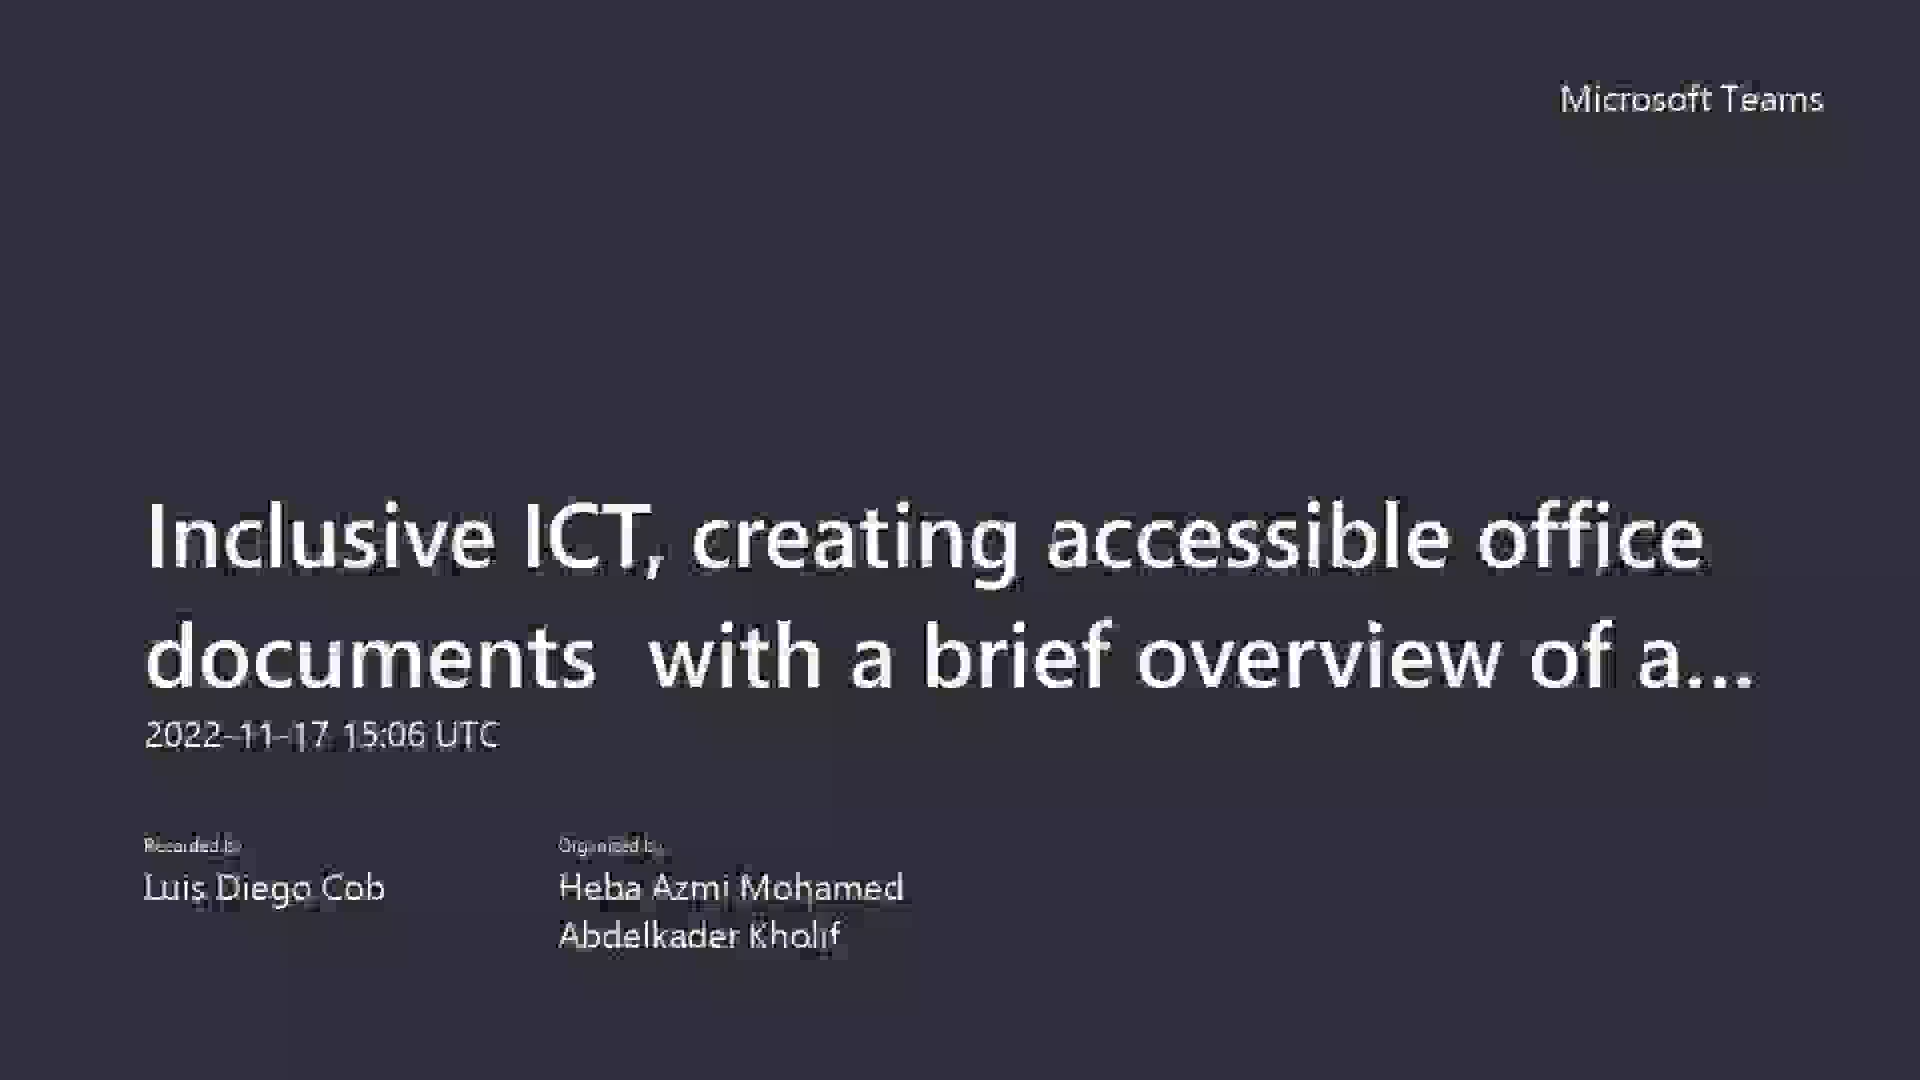 Microsoft Teams
Inclusive ICT, creating accessible office
documents  with a brief overview of a...
2022-11-17 15:06 UTC
Recorded by
Organized by
Luis Diego Cob
Heba Azmi Mohamed
Abdelkader Kholif